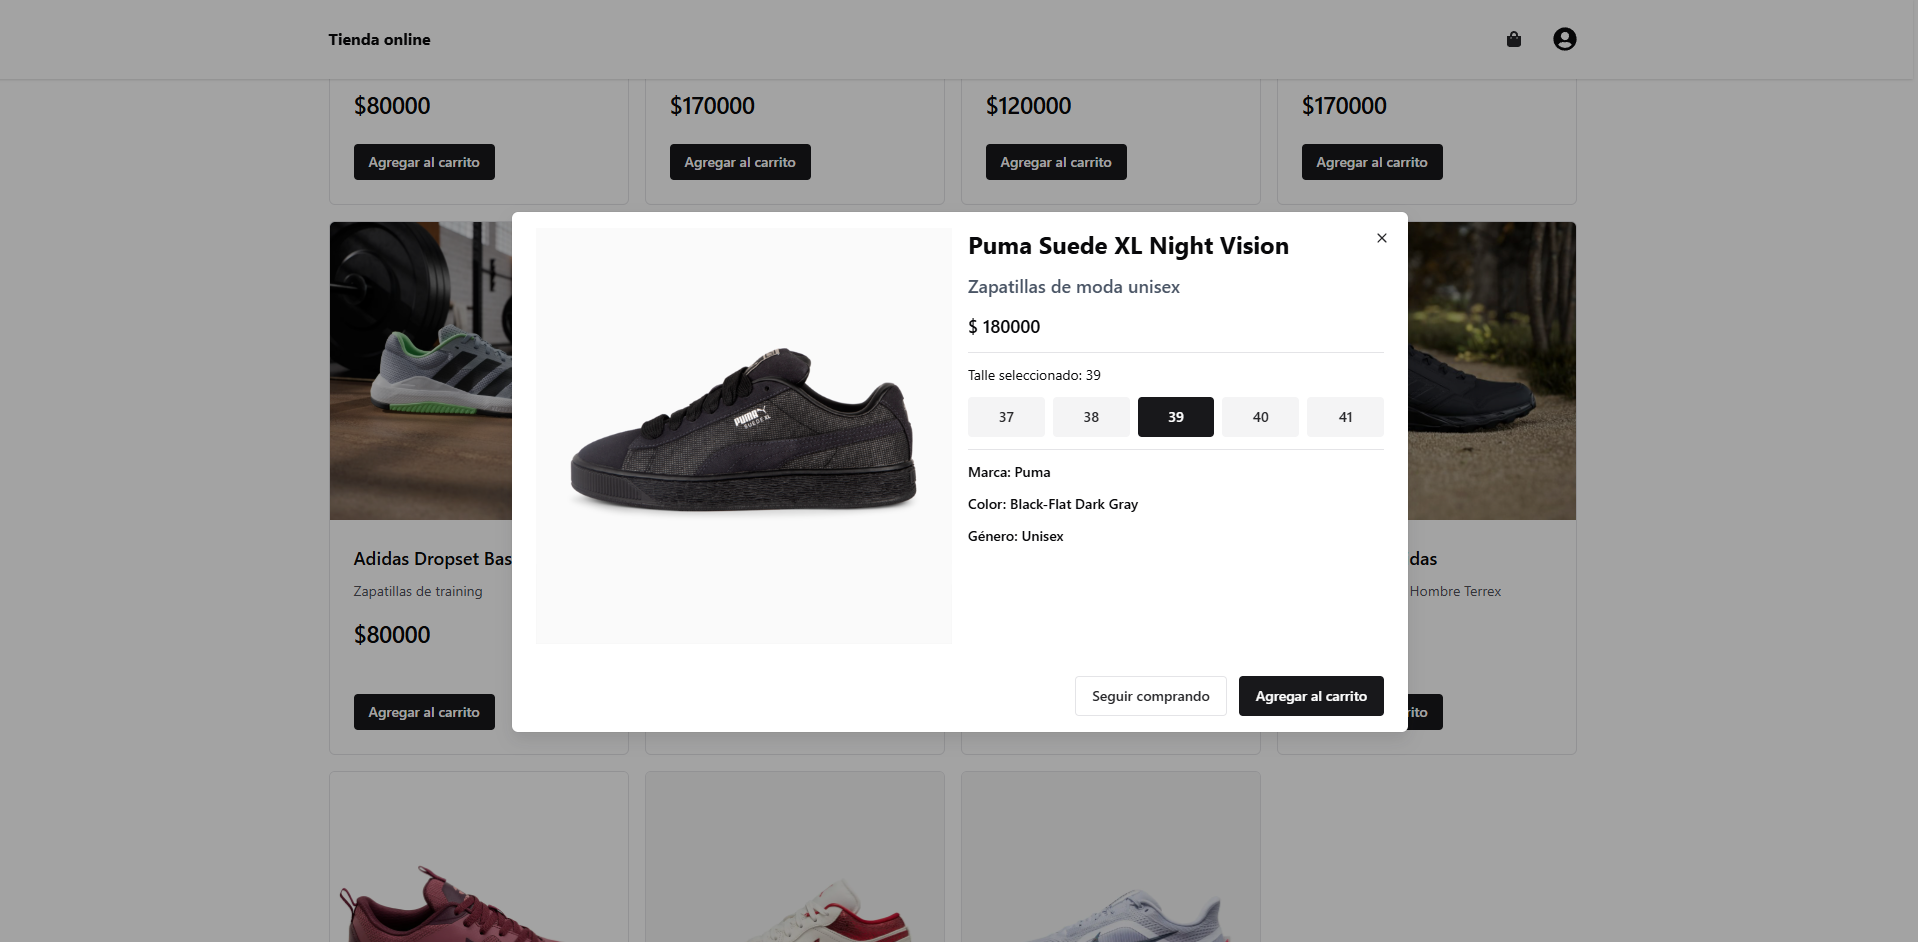 Tienda online
$80000
$170000
$120000
$170000
Agregar al carrito
Agregar al carrito
Agregar al carrito
Agregar al carrito
Puma Suede XL Night Vision
Zapatillas de moda unisex
$ 180000
Talle seleccionado: 39
37
38
39
40
41
Marca: Puma
Color: Black-Flat Dark Gray
Género: Unisex
PUMA
SUEDE XL
Seguir comprando
Agregar al carrito
Adidas Dropset Bas
Zapatillas de training
$80000
Agregar al carrito
das
Hombre Terrex
rito